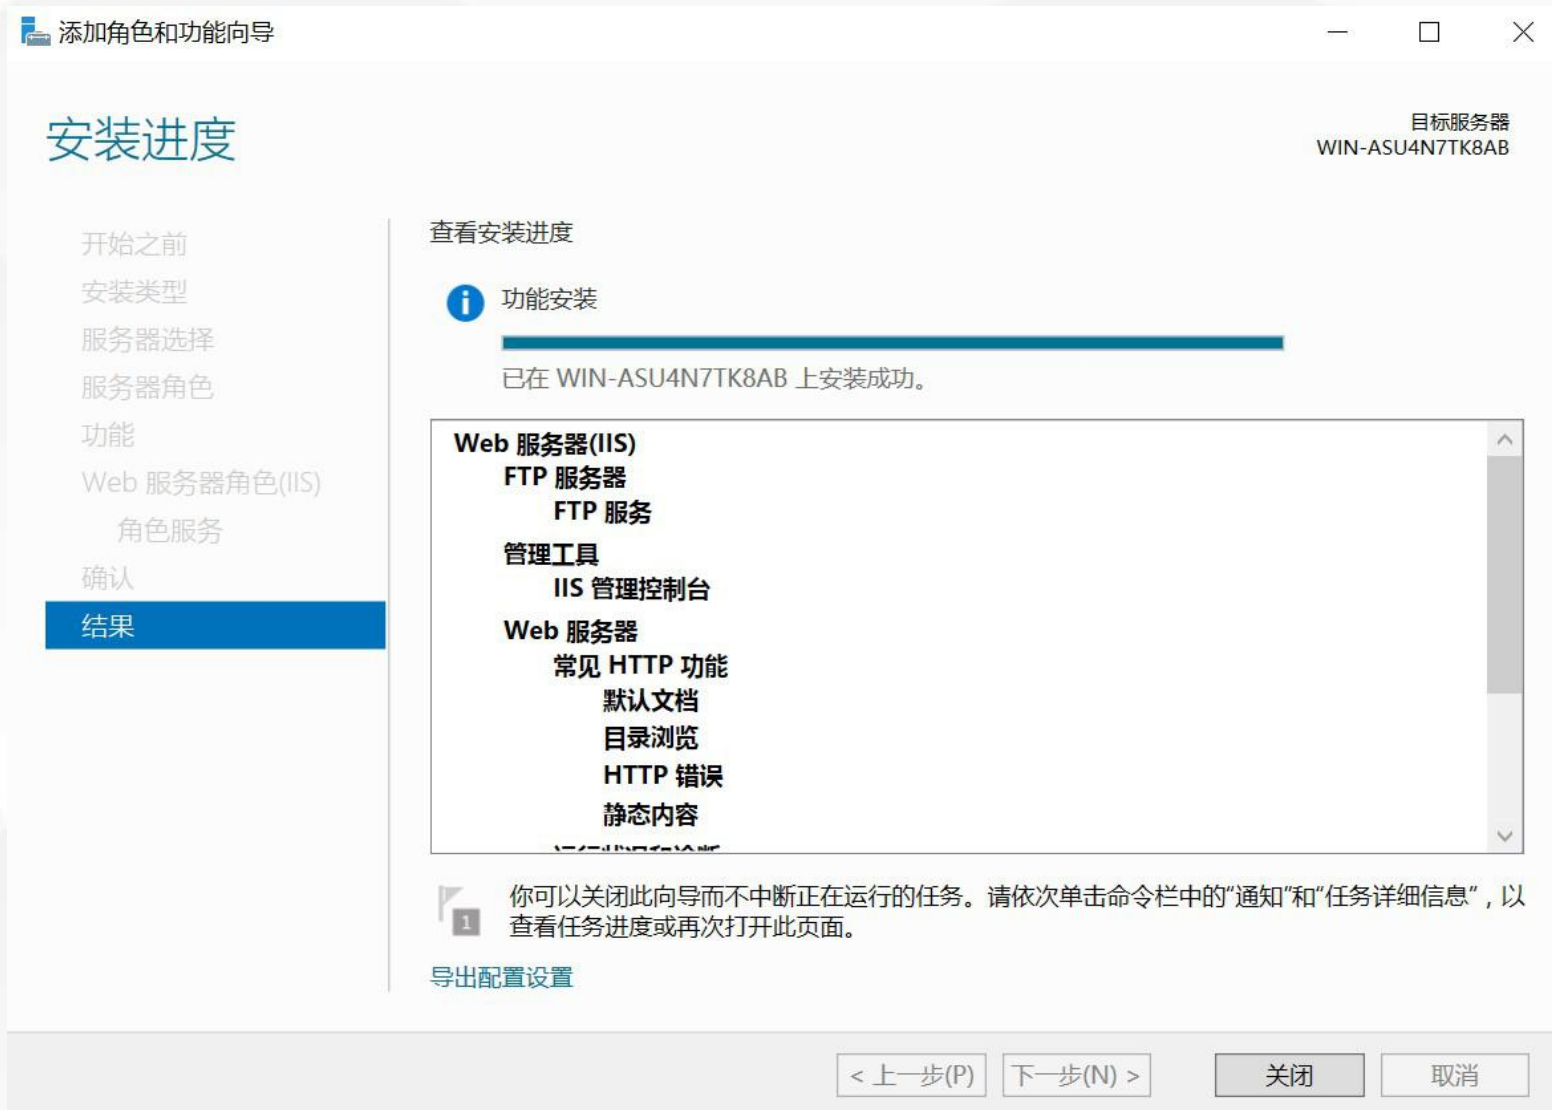 添加角色和功能向导
安装进度
目标服务器
WIN-ASU4N7TK8AB
开始之前
安装类型
服务器选择
服务器角色
功能
Web 服务器角色(IIS)
角色服务
确认
结果
查看安装进度
功能安装
已在 WIN-ASU4N7TK8AB 上安装成功。
Web 服务器(IIS)
FTP 服务器
FTP 服务
管理工具
IIS 管理控制台
Web 服务器
常见 HTTP 功能
默认文档
目录浏览
HTTP 错误
静态内容
运行状况和诊断
1
你可以关闭此向导而不中断正在运行的任务。请依次单击命令栏中的“通知”和“任务详细信息”，以
查看任务进度或再次打开此页面。
导出配置设置
< 上一步(P)
下一步(N) >
关闭
取消